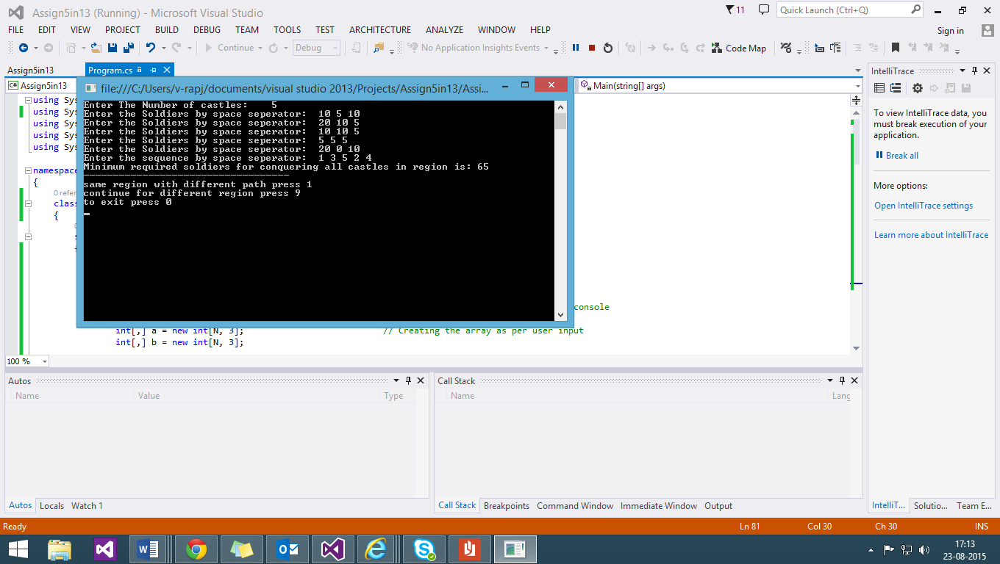 Assign5in13 (Running) - Microsoft Visual Studio
11
Quick Launch (Ctrl+Q)
FILE EDIT VIEW PROJECT BUILD DEBUG TEAM TOOLS TEST ARCHITECTURE ANALYZE WINDOW HELP
Sign in
Continue Debug No Application Insights Events Code Map
Assign5in13 Program.cs
C# Assign5in13
Main(string[] args)
file:///C:/Users/v-rapj/documents/visual studio 2013/Projects/Assign5in13/Assi...
using Sys
using Sys
using Sys
using Sys
using Sys
namespace
{
0 refer
class
{
Enter The Number of castles: 5
Enter the Soldiers by space seperator: 10 5 10
Enter the Soldiers by space seperator: 20 10 5
Enter the Soldiers by space seperator: 10 10 5
Enter the Soldiers by space seperator: 5 5 5
Enter the Soldiers by space seperator: 20 0 10
Enter the sequence by space seperator: 1 3 5 2 4
Minimum required soldiers for conquering all castles in region is: 65
-----------------------------------
same region with different path press 1
continue for different region press 9
to exit press 0
console
int[,] a = new int[N, 3]; // Creating the array as per user input
int[,] b = new int[N, 3];
100 %
IntelliTrace
To view IntelliTrace data, you
must break execution of your
application.
Break all
More options:
Open IntelliTrace settings
Learn more about IntelliTrace
Autos
Name Value Type
Call Stack
Name Lang
Autos Locals Watch 1
Call Stack Breakpoints Command Window Immediate Window Output
IntelliT... Solutio... Team E...
Ready Ln 81 Col 30 Ch 30 INS
17:13
23-08-2015